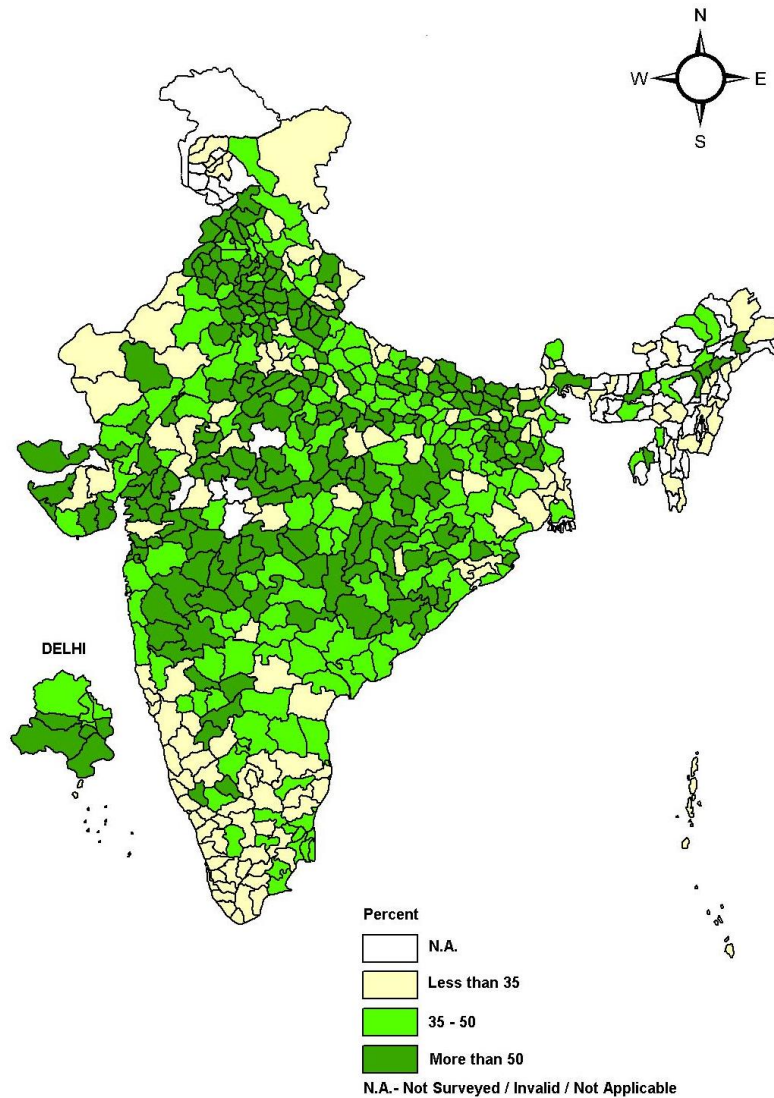 N
W E
S
DELHI
Percent
N.A.
Less than 35
35 - 50
More than 50
N.A.- Not Surveyed / Invalid / Not Applicable